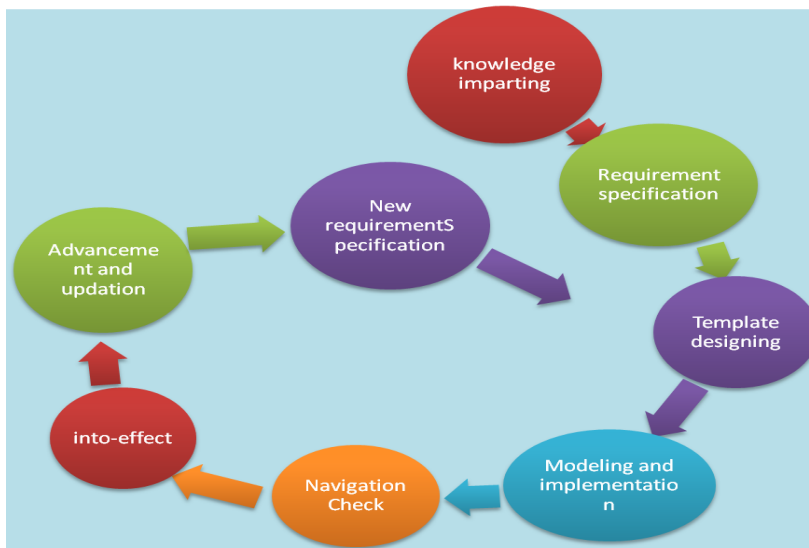 knowledge
imparting
Requirement
specification
Template
designing
Modeling and
implementatio
n
Navigation
Check
into-effect
Advanceme
nt and
updation
New
requirementS
pecification